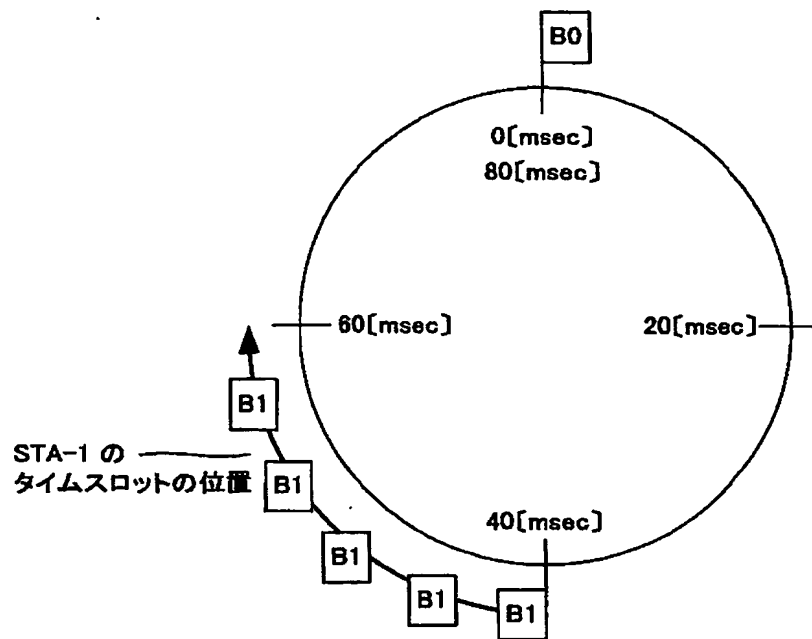 B0
0[msec]
80[msec]
60[msec]
20[msec]
B1
STA-1 の
タイムスロットの位置
B1
40[msec]
B1
B1
B1